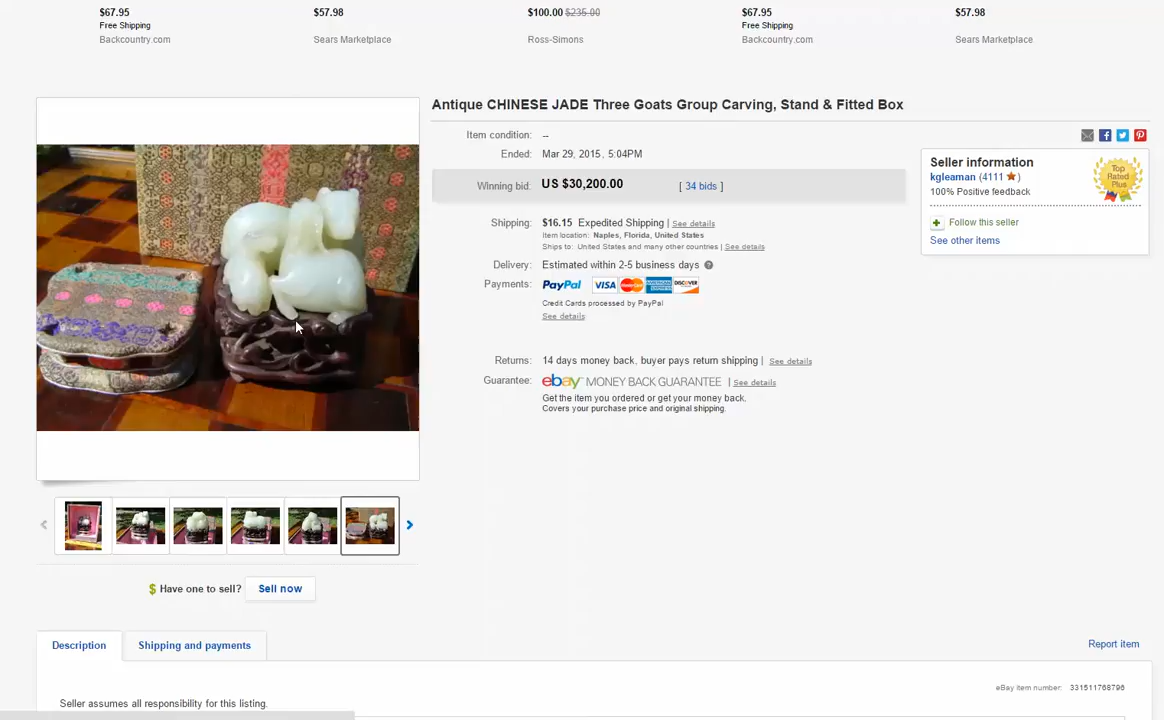 $67.95
Free Shipping
Backcountry.com
$57.98
Sears Marketplace
$100.00 $235.00
Ross-Simons
$67.95
Free Shipping
Backcountry.com
$57.98
Sears Marketplace
Antique CHINESE JADE Three Goats Group Carving, Stand & Fitted Box
Item condition: --
Ended: Mar 29, 2015, 5:04PM
Winning bid: US $30,200.00 [ 34 bids ]
Shipping: $16.15 Expedited Shipping | See details
Item location: Naples, Florida, United States
Ships to: United States and many other countries | See details
Delivery: Estimated within 2-5 business days ?
Payments: PayPal VISA MasterCard AMERICAN EXPRESS DISCOVER
Credit Cards processed by PayPal
See details
Returns: 14 days money back, buyer pays return shipping | See details
Guarantee: ebay MONEY BACK GUARANTEE | See details
Get the item you ordered or get your money back.
Covers your purchase price and original shipping.
Seller information
kgleaman (4111 ★ )
100% Positive feedback
Top
Rated
Plus
+ Follow this seller
See other items
$ Have one to sell? Sell now
Description
Shipping and payments
Report item
eBay item number: 331511768796
Seller assumes all responsibility for this listing.